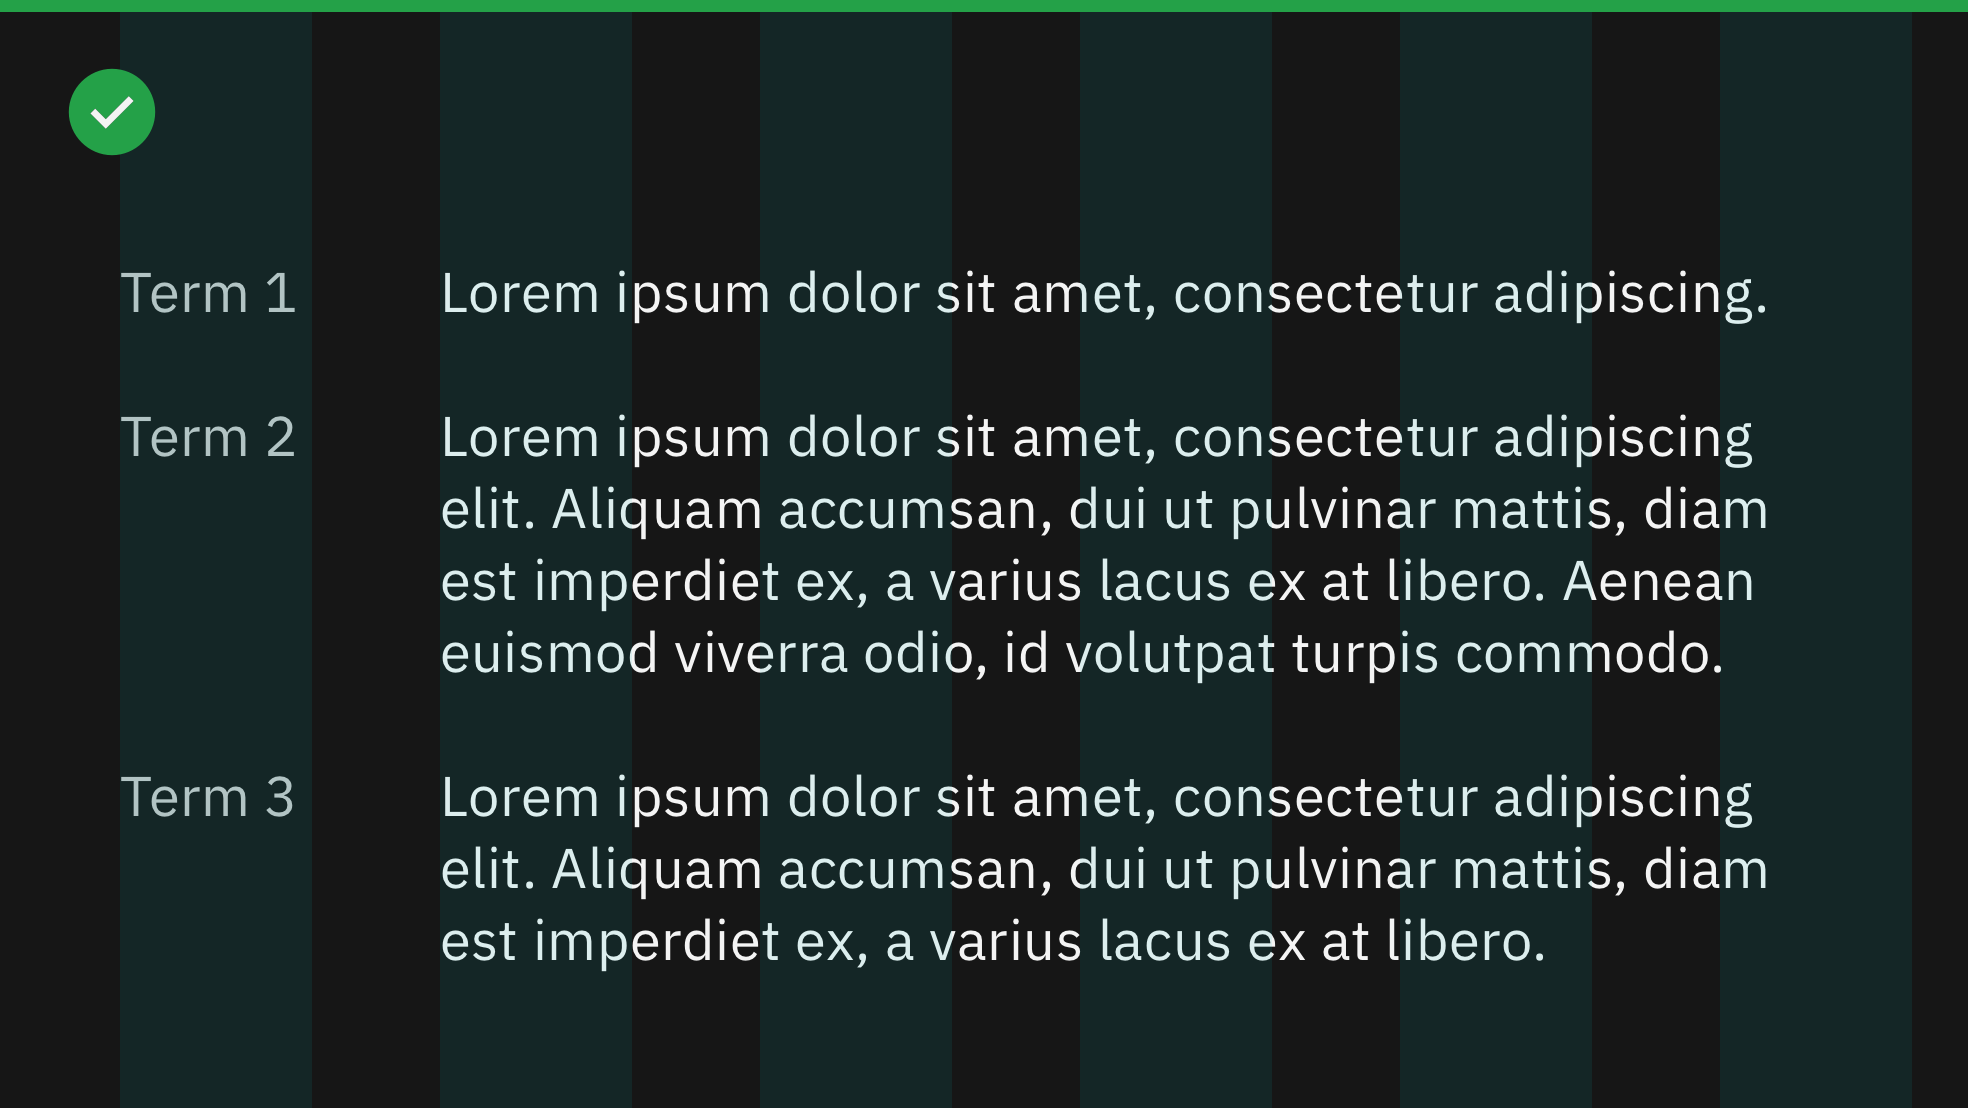 Term 1 Lorem ipsum dolor sit amet, consectetur adipiscing.
Term 2 Lorem ipsum dolor sit amet, consectetur adipiscing
elit. Aliquam accumsan, dui ut pulvinar mattis, diam
est imperdiet ex, a varius lacus ex at libero. Aenean
euismod viverra odio, id volutpat turpis commodo.
Term 3 Lorem ipsum dolor sit amet, consectetur adipiscing
elit. Aliquam accumsan, dui ut pulvinar mattis, diam
est imperdiet ex, a varius lacus ex at libero.